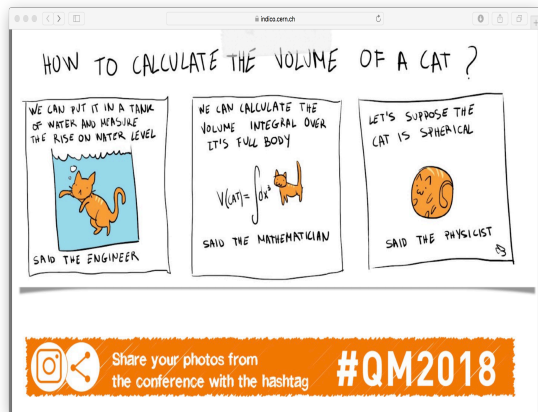 indico.cern.ch
HOW TO CALCULATE THE VOLUME OF A CAT ?
WE CAN PUT IT IN A TANK
OF WATER AND MEASURE
THE RISE ON WATER LEVEL
SAID THE ENGINEER
WE CAN CALCULATE THE
VOLUME INTEGRAL OVER
IT'S FULL BODY
V(CAT)=∫dx³
SAID THE MATHEMATICIAN
LET'S SUPPOSE THE
CAT IS SPHERICAL
SAID THE PHYSICIST
Share your photos from
the conference with the hashtag
#QM2018